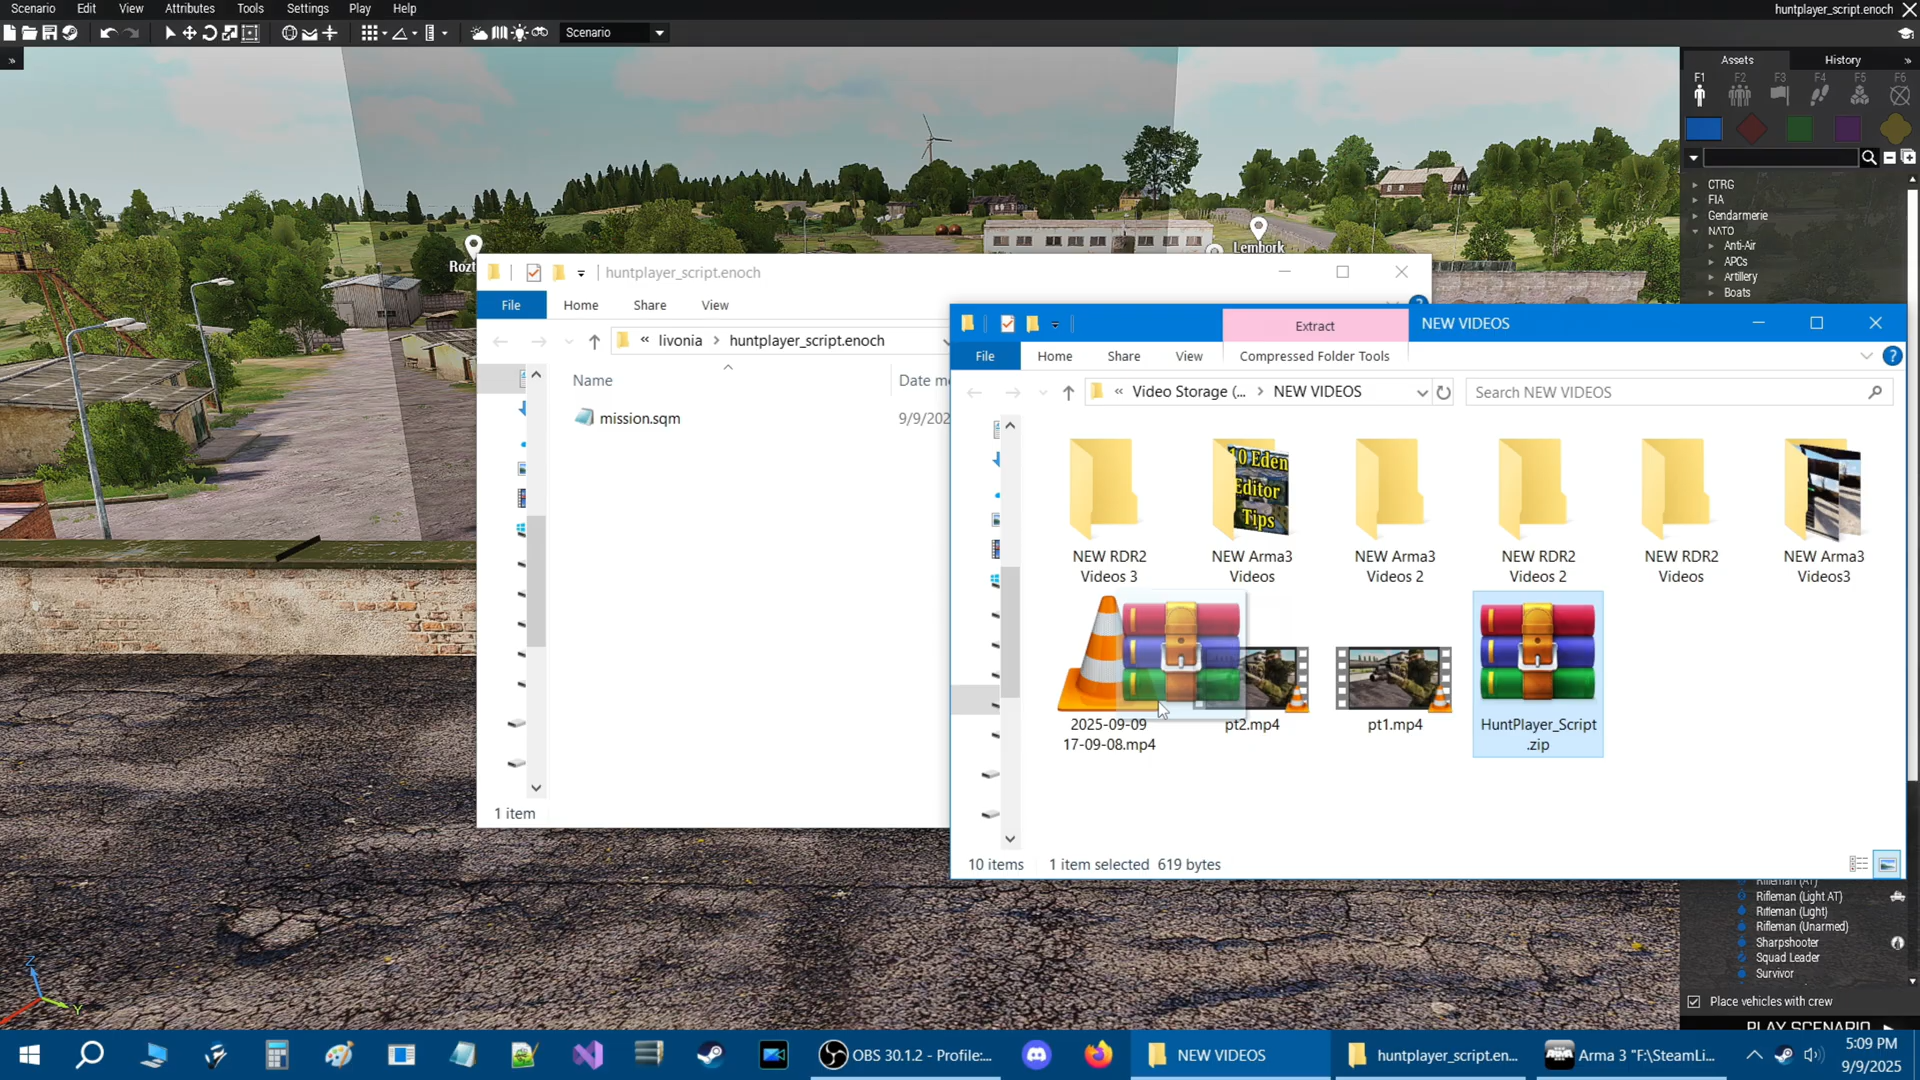 Scenario Edit View Attributes Tools Settings Play Help
huntplayer_script.enoch
Scenario
Assets History
F1 F2 F3 F4 F5 F6
CTRG
FIA
Gendarmerie
NATO
Anti-Air
APCs
Artillery
Boats
Rozt
Lembork
huntplayer_script.enoch
File Home Share View
« livonia > huntplayer_script.enoch
Name Date mo
mission.sqm 9/9/202
1 item
Extract NEW VIDEOS
File Home Share View Compressed Folder Tools
« Video Storage (... > NEW VIDEOS
Search NEW VIDEOS
NEW RDR2
Videos 3
10 Eden
Editor
Tips
NEW Arma3
Videos
NEW Arma3
Videos 2
NEW RDR2
Videos 2
NEW RDR2
Videos
NEW Arma3
Videos3
2025-09-09
17-09-08.mp4
pt2.mp4
pt1.mp4
HuntPlayer_Script
.zip
10 items 1 item selected 619 bytes
Rifleman (AT)
Rifleman (Light AT)
Rifleman (Light)
Rifleman (Unarmed)
Sharpshooter
Squad Leader
Survivor
Place vehicles with crew
PLAY SCENARIO
Z
Y
OBS 30.1.2 - Profile:...
NEW VIDEOS
huntplayer_script.en...
Arma 3 "F:\SteamLi...
5:09 PM
9/9/2025